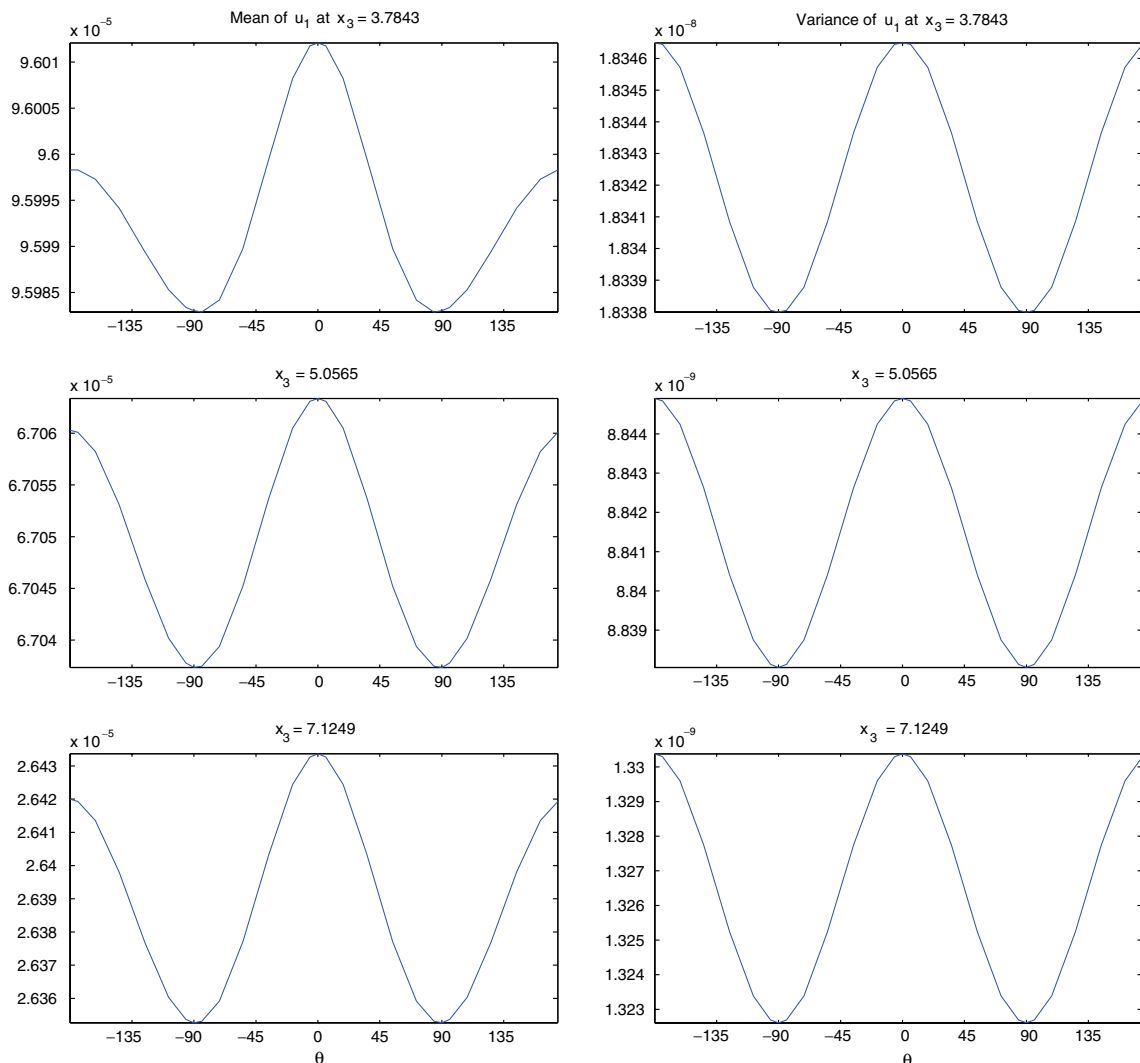 Mean of u1 at x3 = 3.7843
x 10−5
9.601
9.6005
9.6
9.5995
9.599
9.5985
−135 −90 −45 0 45 90 135
Variance of u1 at x3 = 3.7843
x 10−8
1.8346
1.8345
1.8344
1.8343
1.8342
1.8341
1.834
1.8339
1.8338
−135 −90 −45 0 45 90 135
x3 = 5.0565
x 10−5
6.706
6.7055
6.705
6.7045
6.704
−135 −90 −45 0 45 90 135
x3 = 5.0565
x 10−9
8.844
8.843
8.842
8.841
8.84
8.839
−135 −90 −45 0 45 90 135
x3 = 7.1249
x 10−5
2.643
2.642
2.641
2.64
2.639
2.638
2.637
2.636
−135 −90 −45 0 45 90 135
θ
x3 = 7.1249
x 10−9
1.33
1.329
1.328
1.327
1.326
1.325
1.324
1.323
−135 −90 −45 0 45 90 135
θ